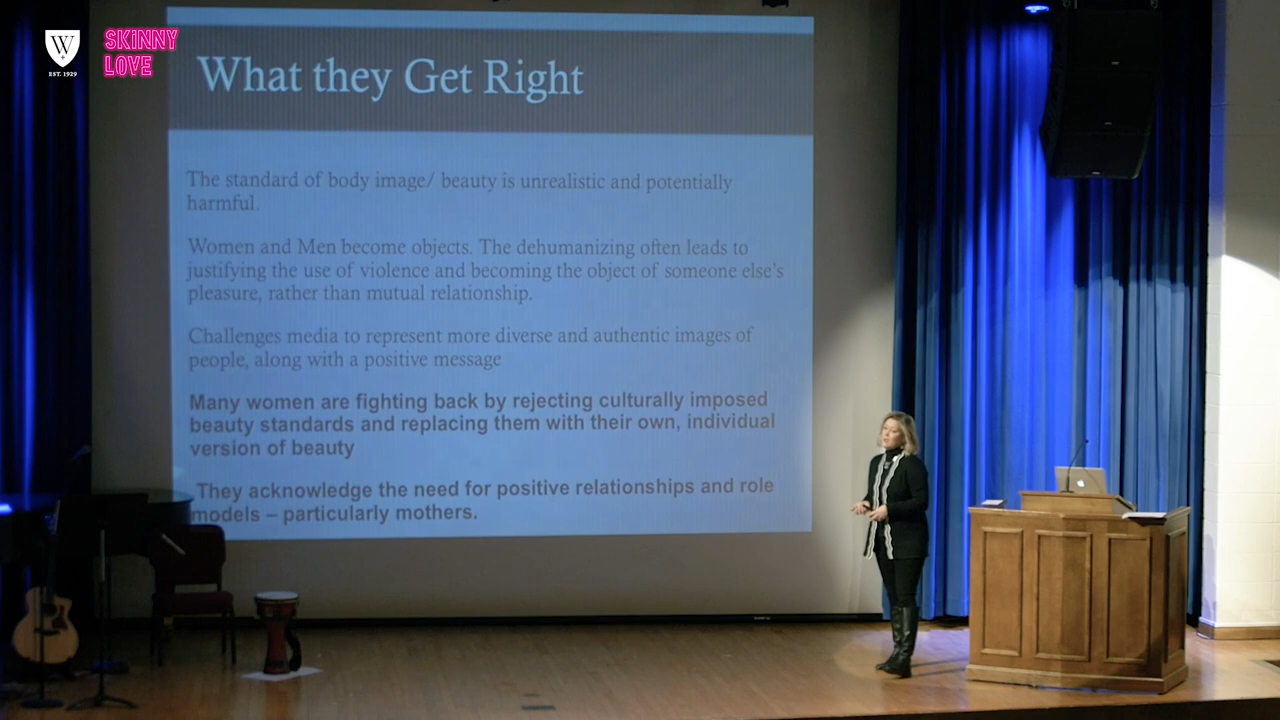 W
EST. 1929
SKiNNY
LOVE
What they Get Right
The standard of body image/ beauty is unrealistic and potentially
harmful.
Women and Men become objects. The dehumanizing often leads to
justifying the use of violence and becoming the object of someone else's
pleasure, rather than mutual relationship.
Challenges media to represent more diverse and authentic images of
people, along with a positive message
Many women are fighting back by rejecting culturally imposed
beauty standards and replacing them with their own, individual
version of beauty
They acknowledge the need for positive relationships and role
models – particularly mothers.